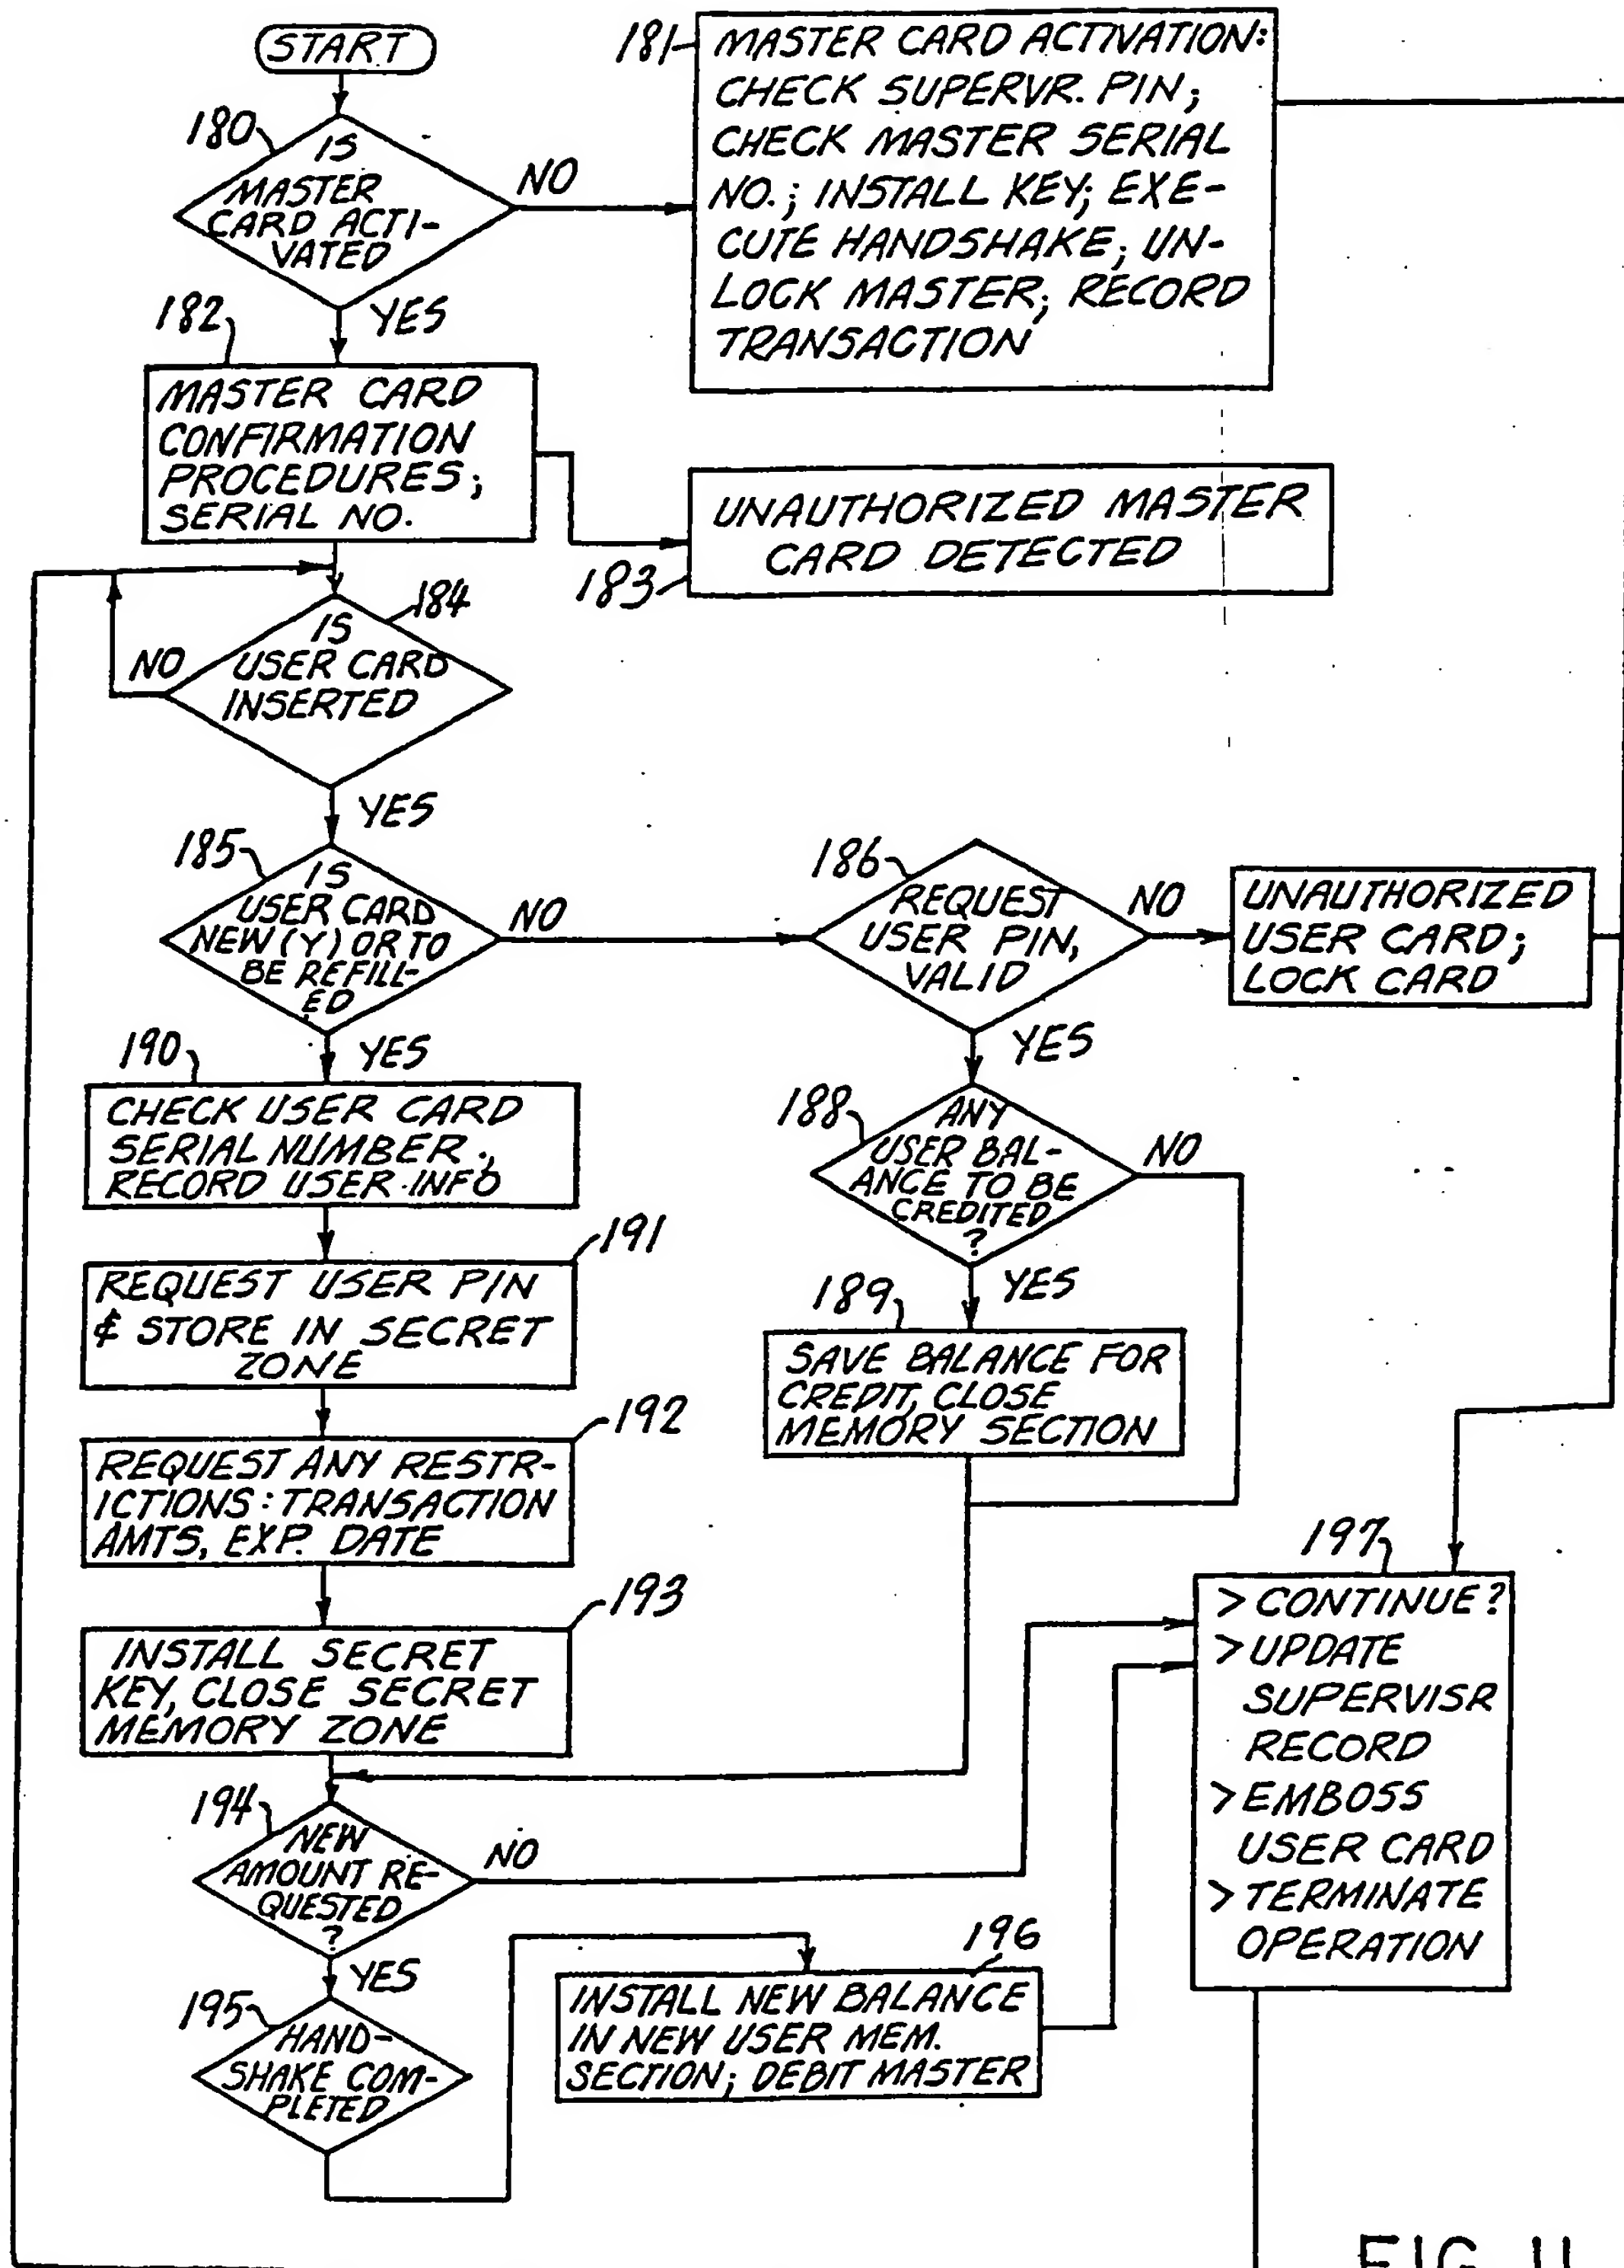 START
181
MASTER CARD ACTIVATION:
CHECK SUPERVR. PIN;
CHECK MASTER SERIAL
NO.; INSTALL KEY; EXE-
CUTE HANDSHAKE; UN-
LOCK MASTER; RECORD
TRANSACTION
180
IS
MASTER
CARD ACTI-
VATED
NO
YES
182
MASTER CARD
CONFIRMATION
PROCEDURES;
SERIAL NO.
UNAUTHORIZED MASTER
CARD DETECTED
183
184
IS
USER CARD
INSERTED
NO
YES
185
IS
USER CARD
NEW (Y) OR TO
BE REFILL-
ED
NO
YES
186
REQUEST
USER PIN,
VALID
NO
YES
UNAUTHORIZED
USER CARD;
LOCK CARD
188
ANY
USER BAL-
ANCE TO BE
CREDITED
?
NO
YES
189
SAVE BALANCE FOR
CREDIT, CLOSE
MEMORY SECTION
190
CHECK USER CARD
SERIAL NUMBER.,
RECORD USER INFO
191
REQUEST USER PIN
& STORE IN SECRET
ZONE
192
REQUEST ANY RESTR-
ICTIONS: TRANSACTION
AMTS, EXP. DATE
193
INSTALL SECRET
KEY, CLOSE SECRET
MEMORY ZONE
194
NEW
AMOUNT RE-
QUESTED
?
NO
YES
195
HAND-
SHAKE COM-
PLETED
196
INSTALL NEW BALANCE
IN NEW USER MEM.
SECTION; DEBIT MASTER
197
> CONTINUE?
> UPDATE
SUPERVISR
RECORD
> EMBOSS
USER CARD
> TERMINATE
OPERATION
FIG. 11